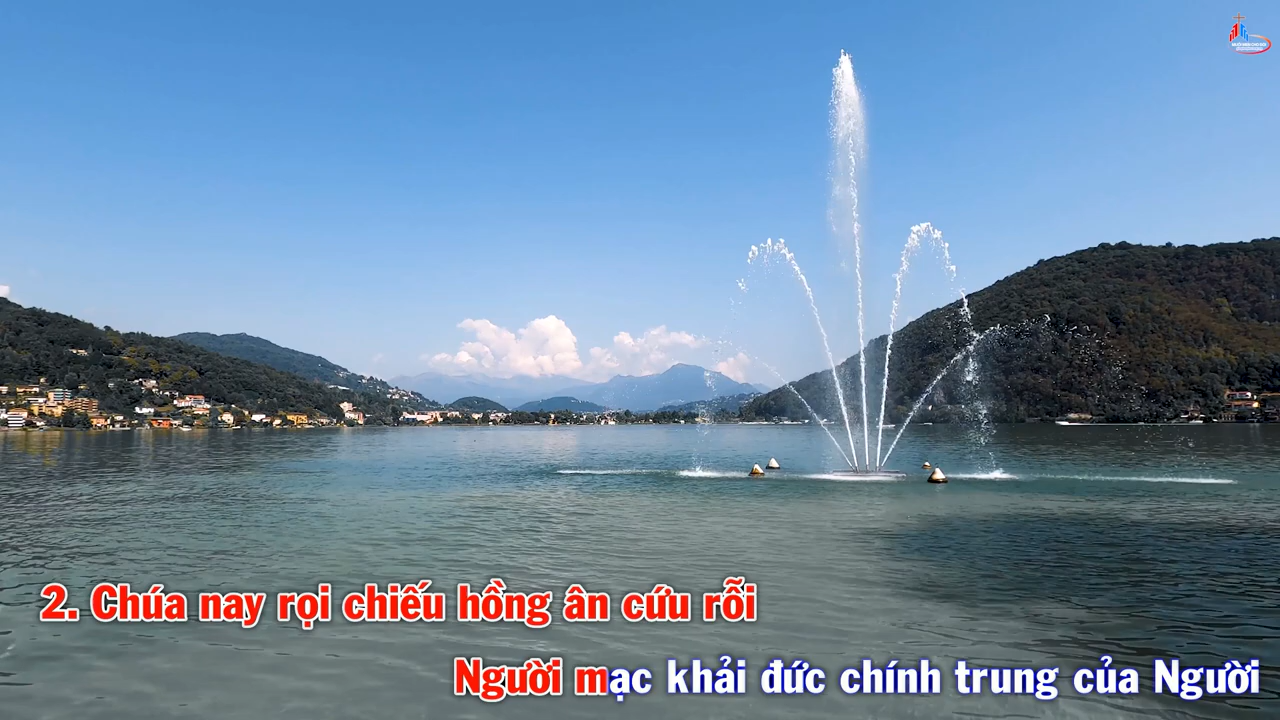 2. Chúa nay rọi chiếu hồng ân cứu rỗi
Người mạc khải đức chính trung của Người